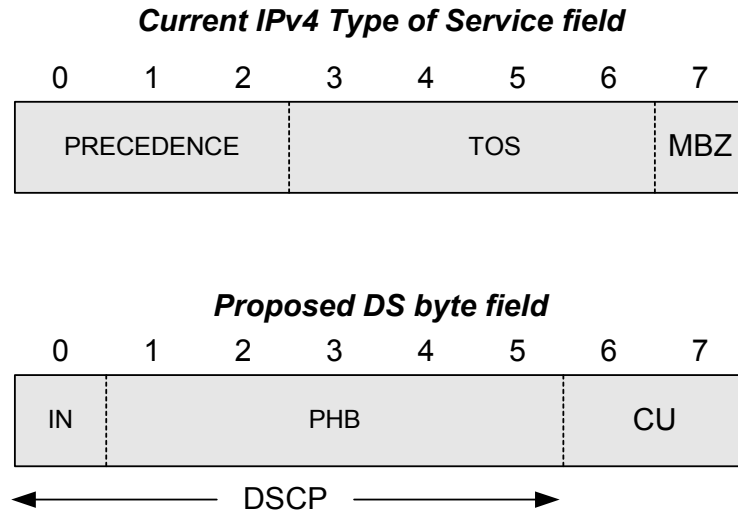 Current IPv4 Type of Service field
0 1 2 3 4 5 6 7
PRECEDENCE TOS MBZ
Proposed DS byte field
0 1 2 3 4 5 6 7
IN PHB CU
DSCP